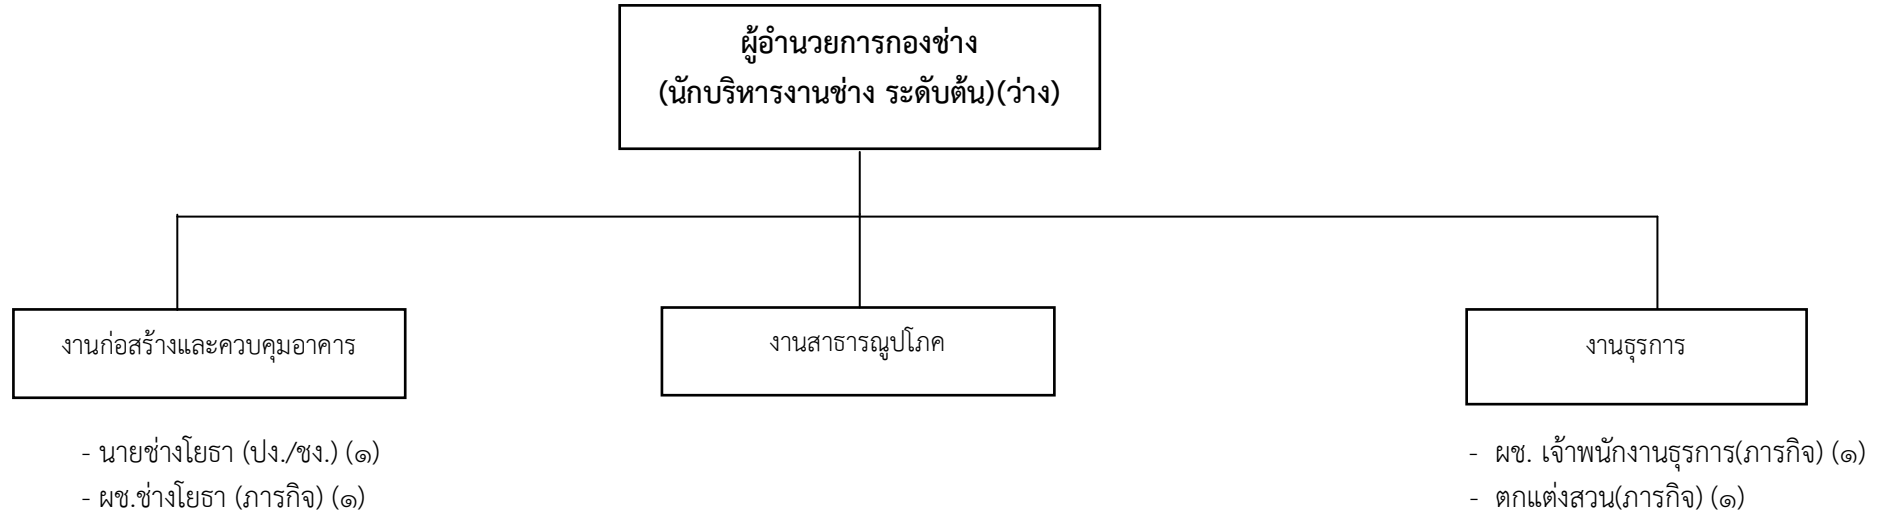 ผู้อำนวยการกองช่าง
(นักบริหารงานช่าง ระดับต้น)(ว่าง)
งานก่อสร้างและควบคุมอาคาร
งานสาธารณูปโภค
งานธุรการ
- นายช่างโยธา (ปง./ชง.) (๑)
- ผช.ช่างโยธา (ภารกิจ) (๑)
- ผช. เจ้าพนักงานธุรการ(ภารกิจ) (๑)
- ตกแต่งสวน(ภารกิจ) (๑)